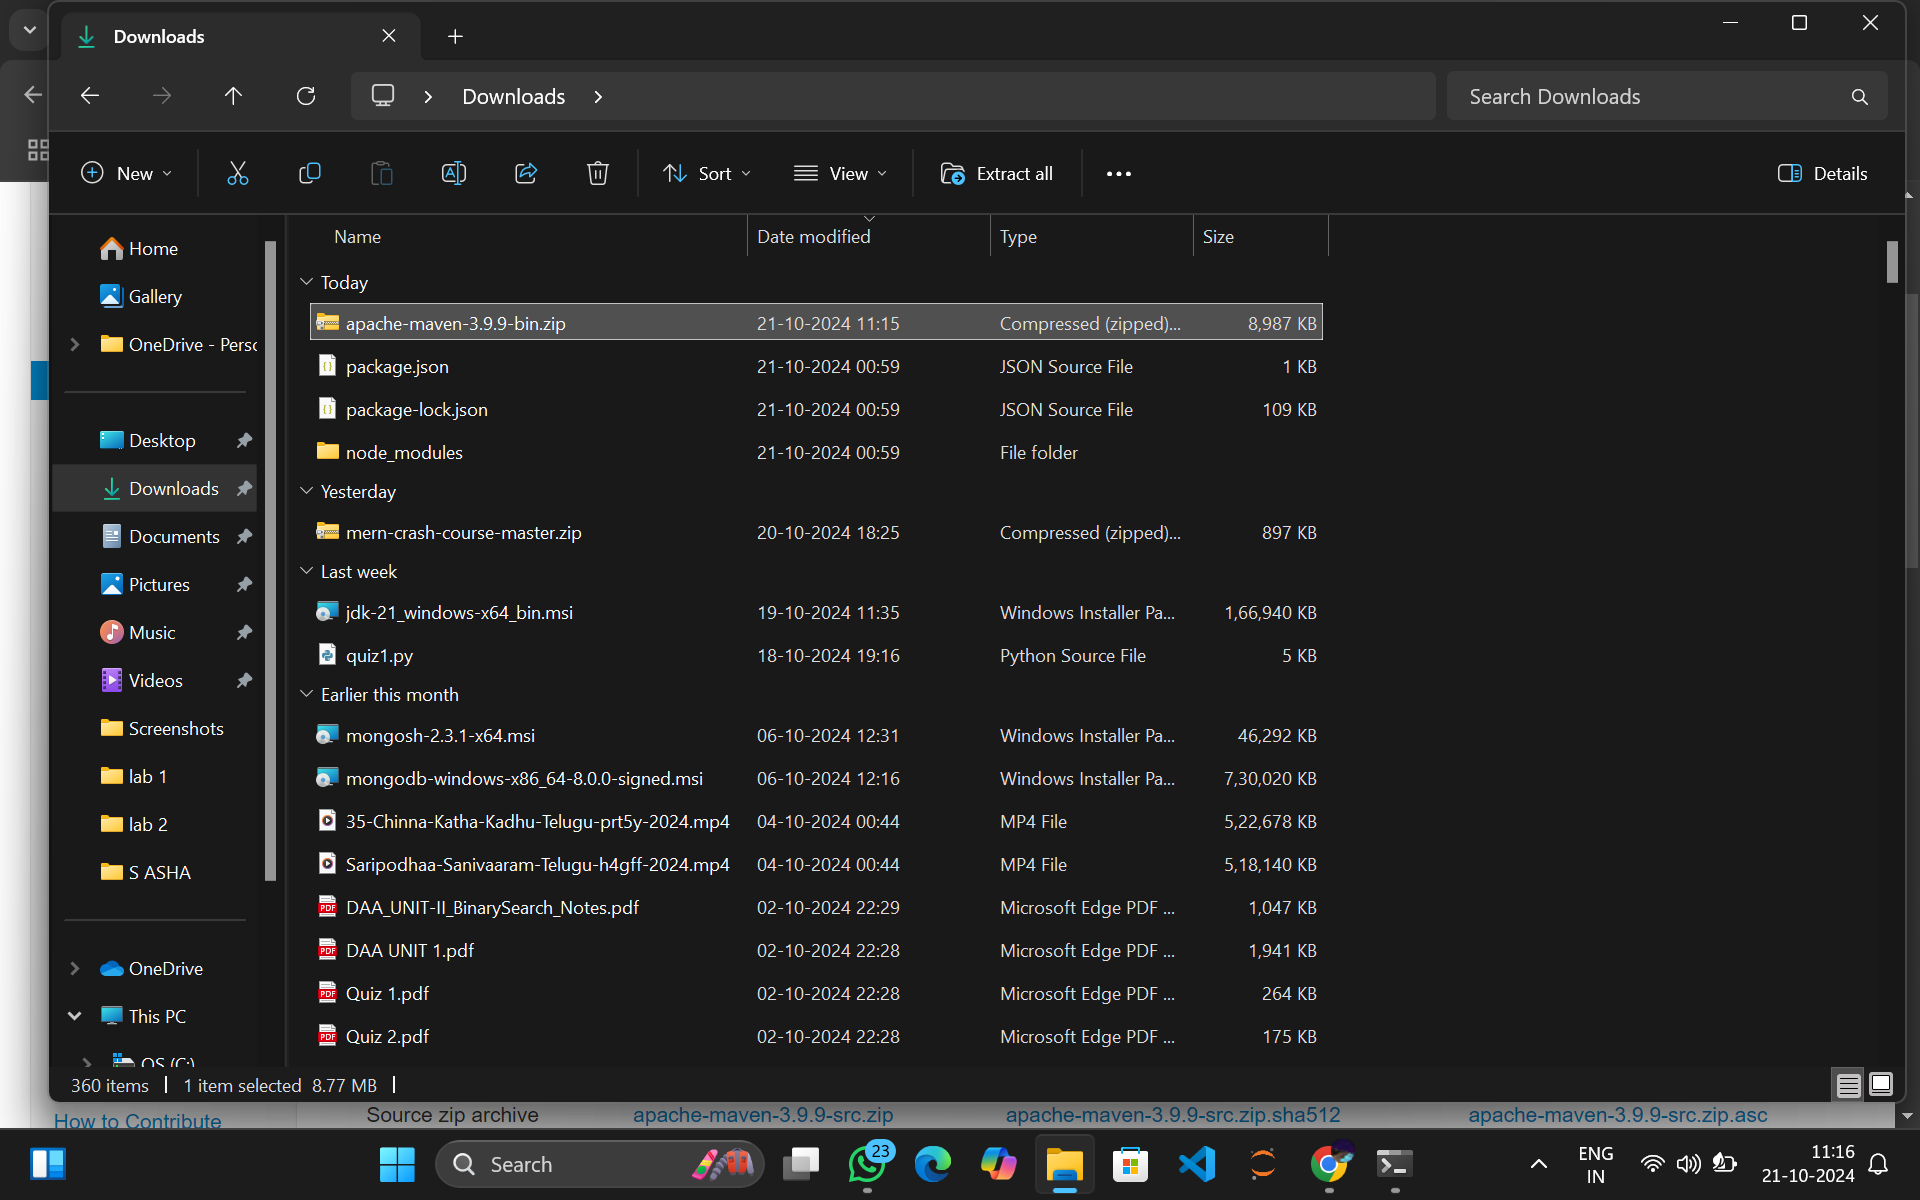 Downloads
Downloads
Search Downloads
New
Sort
View
Extract all
Details
Home
Gallery
OneDrive - Perso
Desktop
Downloads
Documents
Pictures
Music
Videos
Screenshots
lab 1
lab 2
S ASHA
OneDrive
This PC
OS (C:)
Name Date modified Type Size
Today
apache-maven-3.9.9-bin.zip 21-10-2024 11:15 Compressed (zipped)... 8,987 KB
package.json 21-10-2024 00:59 JSON Source File 1 KB
package-lock.json 21-10-2024 00:59 JSON Source File 109 KB
node_modules 21-10-2024 00:59 File folder
Yesterday
mern-crash-course-master.zip 20-10-2024 18:25 Compressed (zipped)... 897 KB
Last week
jdk-21_windows-x64_bin.msi 19-10-2024 11:35 Windows Installer Pa... 1,66,940 KB
quiz1.py 18-10-2024 19:16 Python Source File 5 KB
Earlier this month
mongosh-2.3.1-x64.msi 06-10-2024 12:31 Windows Installer Pa... 46,292 KB
mongodb-windows-x86_64-8.0.0-signed.msi 06-10-2024 12:16 Windows Installer Pa... 7,30,020 KB
35-Chinna-Katha-Kadhu-Telugu-prt5y-2024.mp4 04-10-2024 00:44 MP4 File 5,22,678 KB
Saripodhaa-Sanivaaram-Telugu-h4gff-2024.mp4 04-10-2024 00:44 MP4 File 5,18,140 KB
DAA_UNIT-II_BinarySearch_Notes.pdf 02-10-2024 22:29 Microsoft Edge PDF ... 1,047 KB
DAA UNIT 1.pdf 02-10-2024 22:28 Microsoft Edge PDF ... 1,941 KB
Quiz 1.pdf 02-10-2024 22:28 Microsoft Edge PDF ... 264 KB
Quiz 2.pdf 02-10-2024 22:28 Microsoft Edge PDF ... 175 KB
360 items 1 item selected 8.77 MB
How to Contribute
Source zip archive apache-maven-3.9.9-src.zip apache-maven-3.9.9-src.zip.sha512 apache-maven-3.9.9-src.zip.asc
Search
23
ENG
IN
11:16
21-10-2024